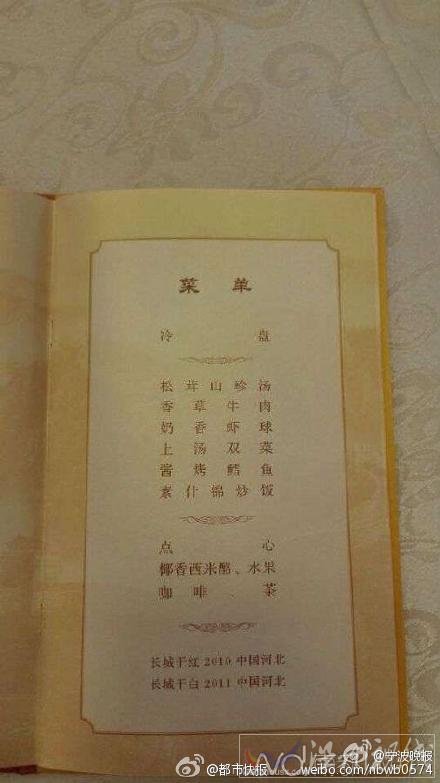 菜单
冷盘
松茸山珍汤
香草牛肉
奶香虾球
上汤双菜
酱烤鳕鱼
素什锦炒饭
点心
椰香西米酪、水果
咖啡、茶
长城干红 2010 中国河北
长城干白 2011 中国河北
@宁波晚报
@都市快报 weibo.com/nbwb0574